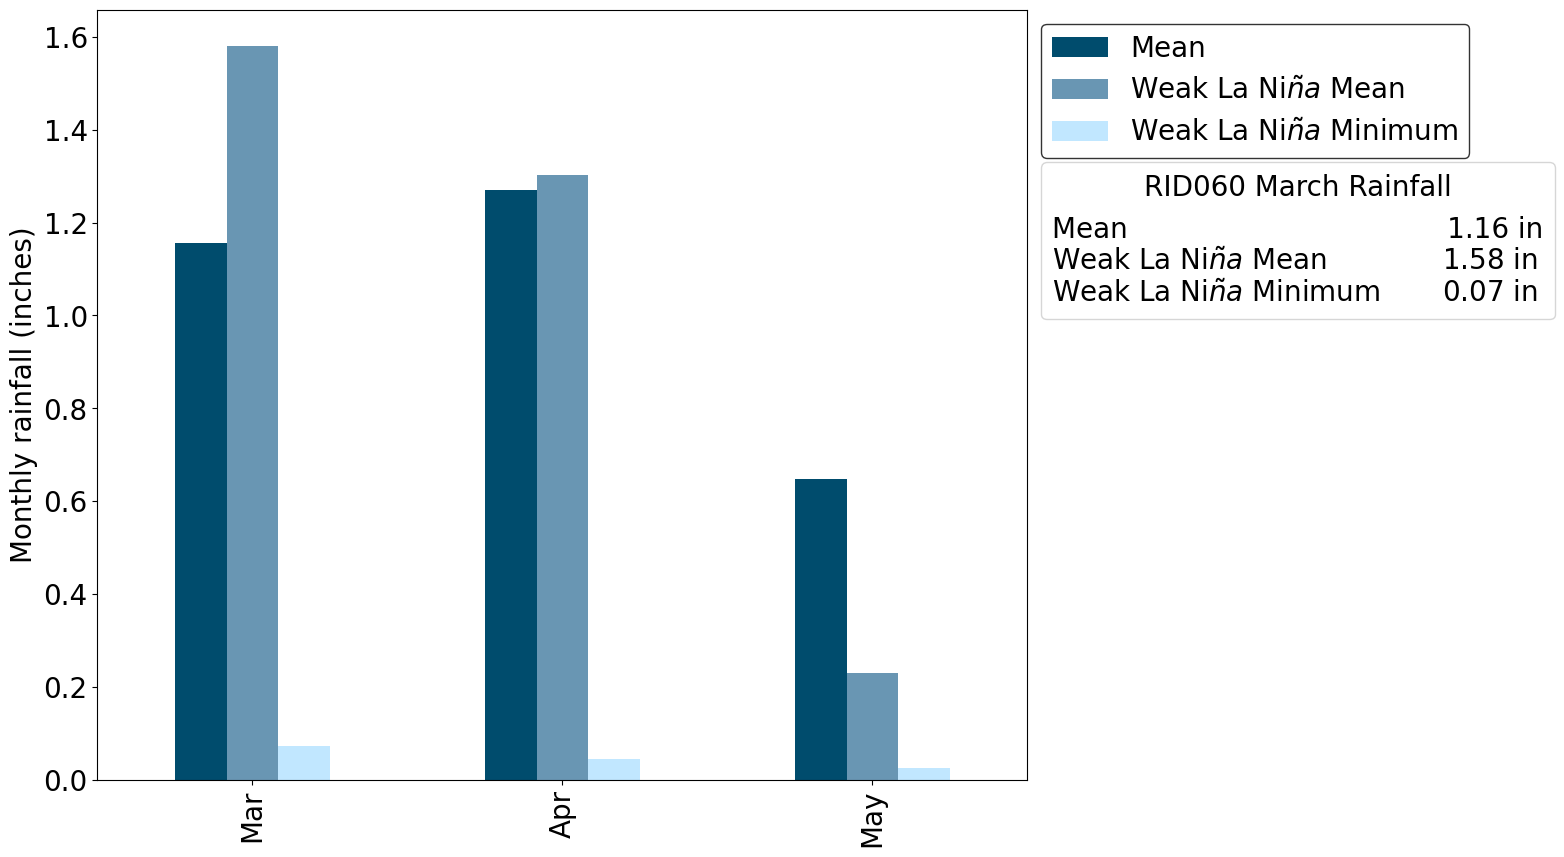 Monthly rainfall (inches)
1.6
1.4
1.2
1.0
0.8
0.6
0.4
0.2
0.0
Mar
Apr
May
Mean
Weak La Niña Mean
Weak La Niña Minimum
RID060 March Rainfall
Mean 1.16 in
Weak La Niña Mean 1.58 in
Weak La Niña Minimum 0.07 in